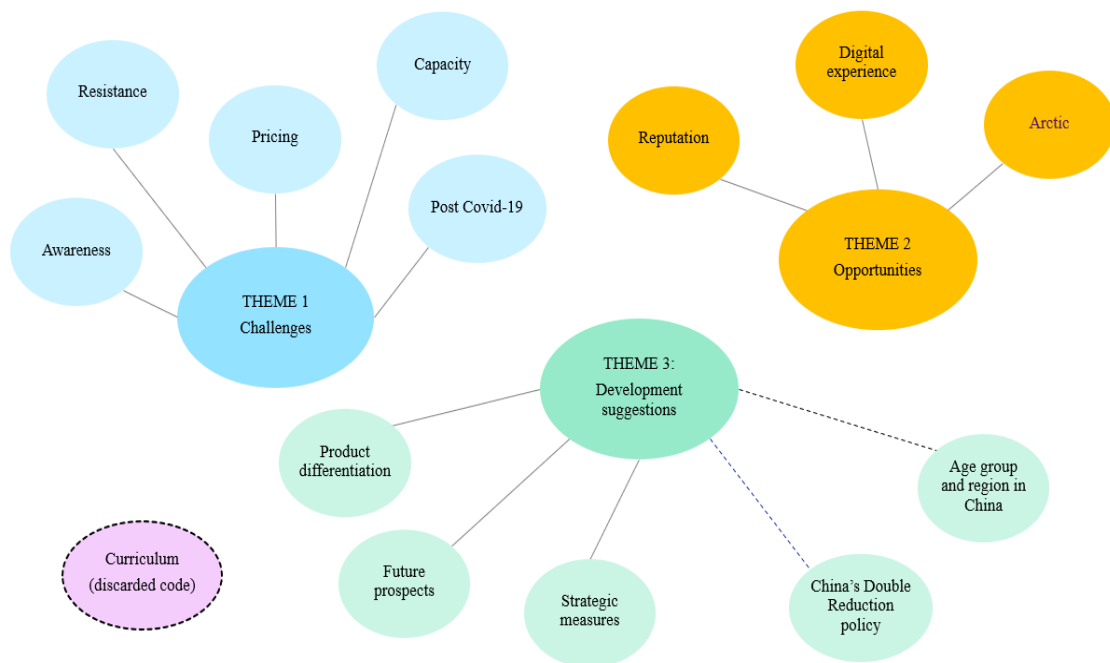 Resistance
Pricing
Capacity
Awareness
Post Covid-19
THEME 1
Challenges
Reputation
Digital
experience
Arctic
THEME 2
Opportunities
THEME 3:
Development
suggestions
Product
differentiation
Future
prospects
Strategic
measures
China’s Double
Reduction
policy
Age group
and region in
China
Curriculum
(discarded code)